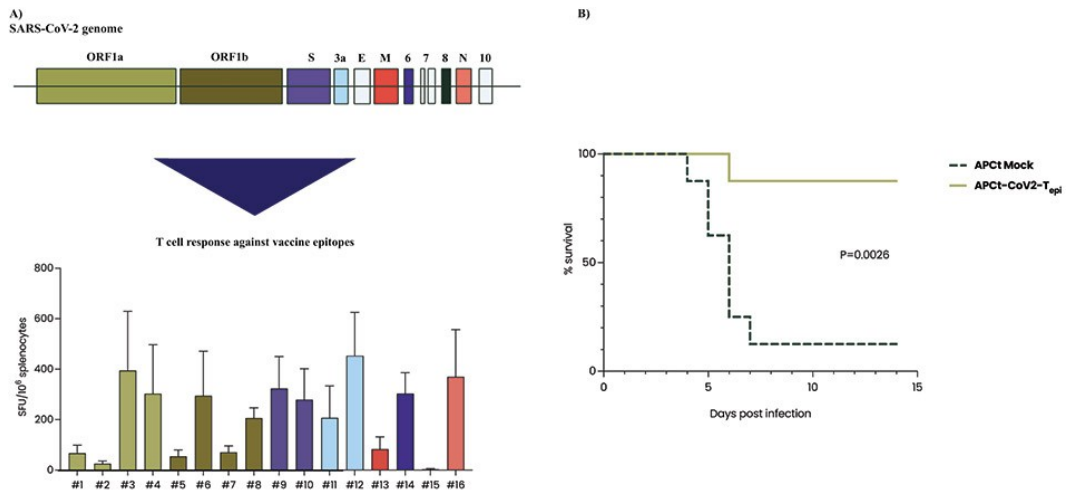 A)
SARS-CoV-2 genome
ORF1a ORF1b S 3a E M 6 7 8 N 10
T cell response against vaccine epitopes
800
600
400
200
0
SFU/10⁶ splenocytes
#1 #2 #3 #4 #5 #6 #7 #8 #9 #10 #11 #12 #13 #14 #15 #16
B)
100
50
0
% survival
0 5 10 15
Days post infection
P=0.0026
APCt Mock
APCt-CoV2-Tepi